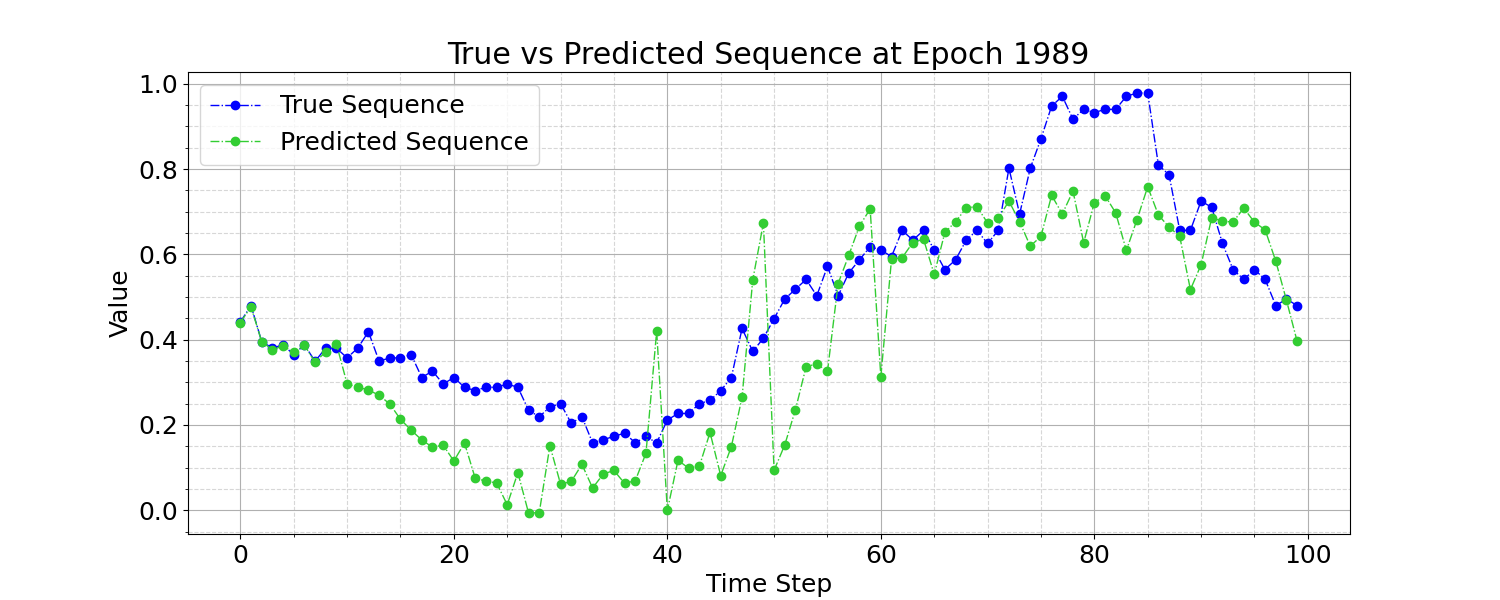 True vs Predicted Sequence at Epoch 1989
True Sequence
Predicted Sequence
Value
1.0
0.8
0.6
0.4
0.2
0.0
0 20 40 60 80 100
Time Step